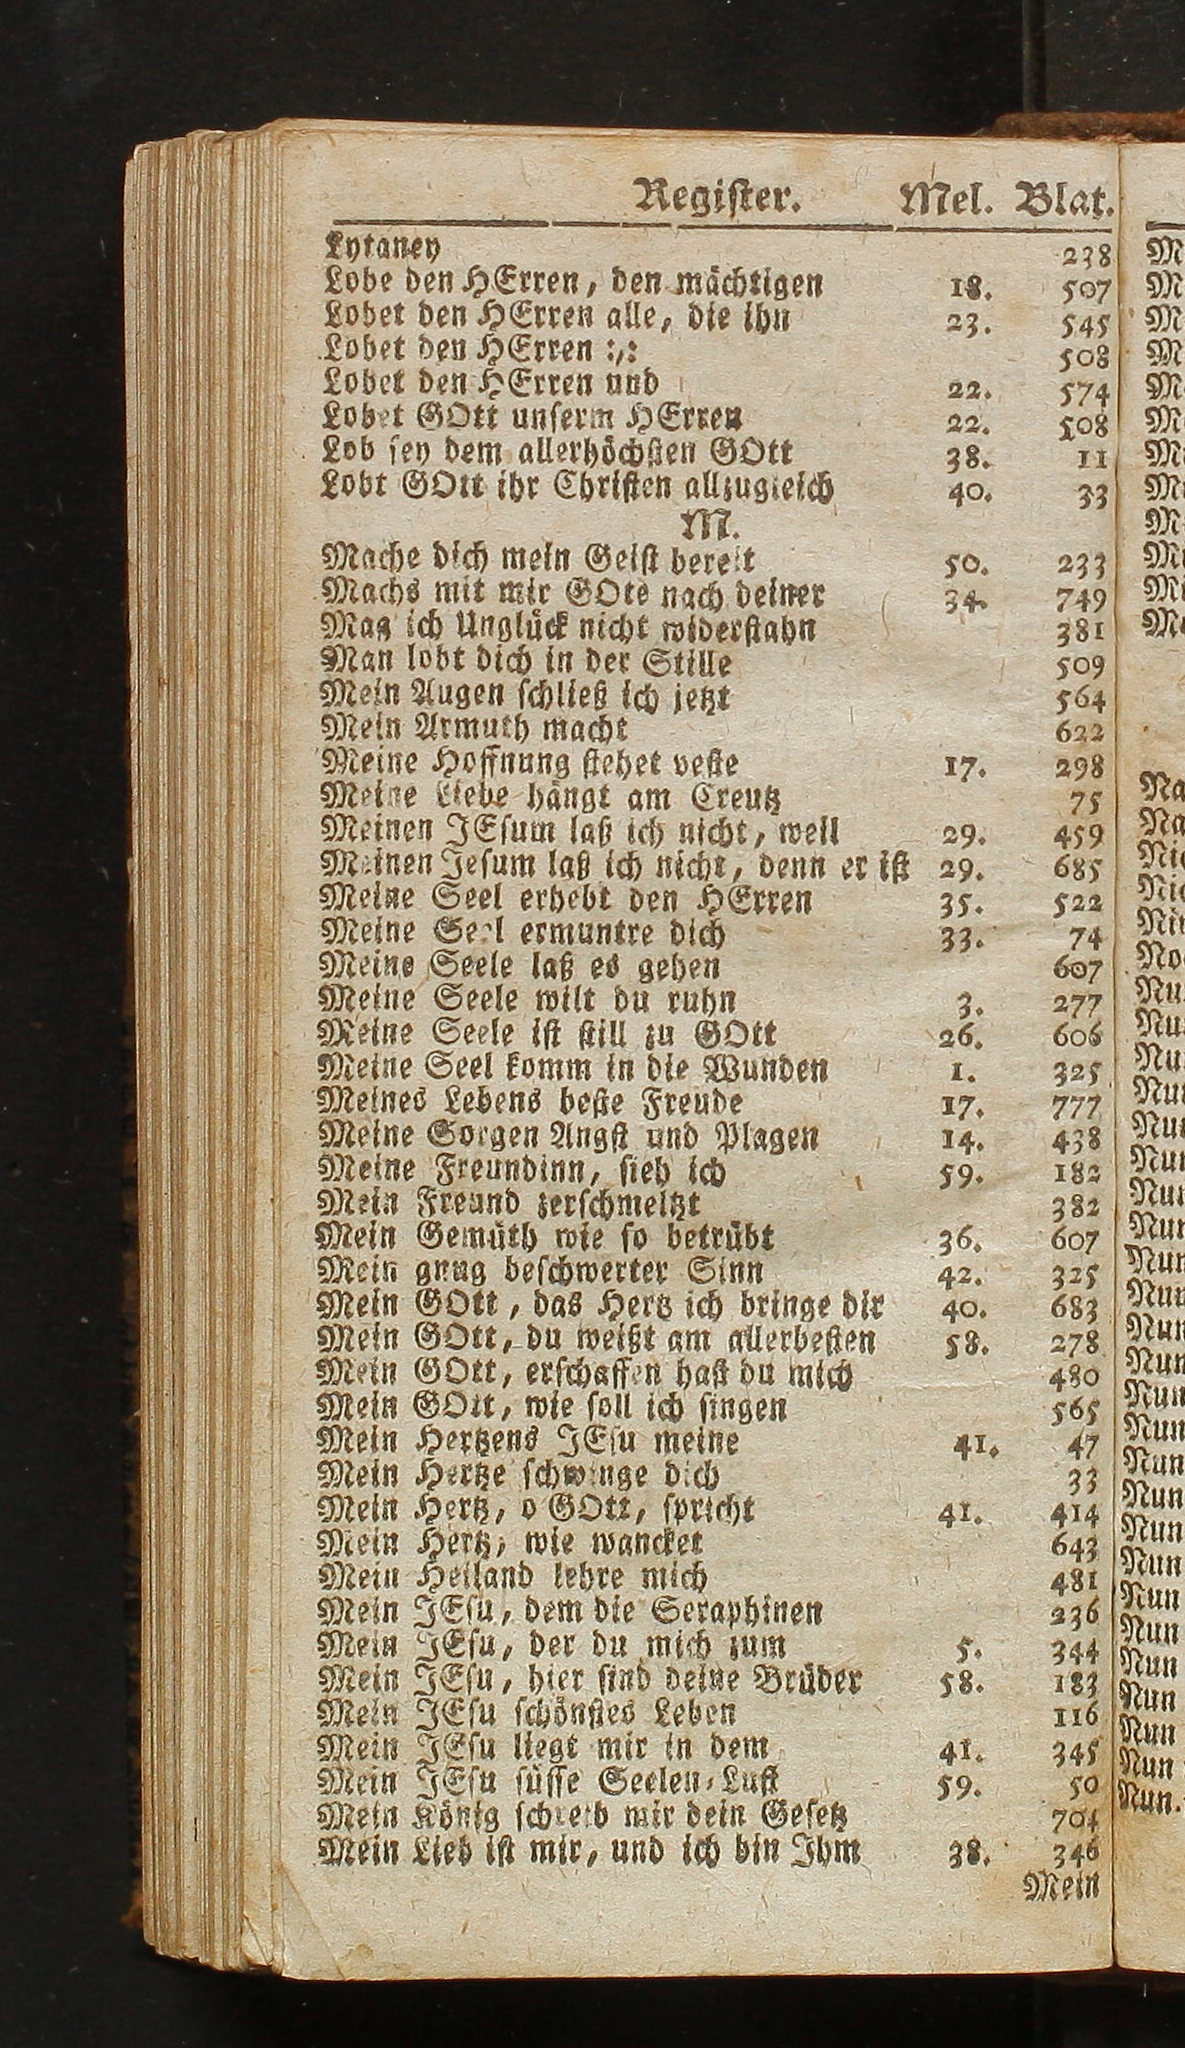 Register. Mel. Blat.
Lytaney 238
Lobe den HErren, den mächtigen 18. 507
Lobet den HErren alle, die ihn 23. 545
Lobet den HErren :,: 508
Lobet den HErren und 22. 574
Lobet GOtt unserm HErren 22. 508
Lob sey dem allerhöchsten GOtt 38. 11
Lobt GOtt ihr Christen allzugleich 40. 33
M.
Mache dich mein Geist bereit 50. 233
Machs mit mir GOtt nach deiner 34. 749
Mag ich Unglück nicht widerstahn 381
Man lobt dich in der Stille 509
Mein Augen schließ ich jetzt 564
Mein Armuth macht 622
Meine Hoffnung stehet veste 17. 298
Meine Liebe hängt am Creutz 75
Meinen JEsum laß ich nicht, weil 29. 459
Meinen Jesum laß ich nicht, denn er ist 29. 685
Meine Seel erhebt den HErren 35. 522
Meine Seel ermuntre dich 33. 74
Meine Seele laß es gehen 607
Meine Seele wilt du ruhn 3. 277
Meine Seele ist still zu GOtt 26. 606
Meine Seel komm in die Wunden 1. 325
Meines Lebens beste Freude 17. 777
Meine Sorgen Angst und Plagen 14. 438
Meine Freundinn, sieh ich 59. 182
Mein Freund zerschmeltzt 382
Mein Gemüth wie so betrübt 36. 607
Mein gnug beschwerter Sinn 42. 325
Mein GOtt, das Hertz ich bringe dir 40. 683
Mein GOtt, du weißt am allerbesten 58. 278
Mein GOtt, erschaffen hast du mich 480
Mein GOtt, wie soll ich singen 565
Mein Hertzens JEsu meine 41. 47
Mein Hertze schwinge dich 33
Mein Hertz, o GOtt, spricht 41. 414
Mein Hertz, wie wancket 643
Mein Heiland lehre mich 481
Mein JEsu, dem die Seraphinen 236
Mein JEsu, der du mich zum 5. 344
Mein JEsu, hier sind deine Brüder 58. 183
Mein JEsu schönstes Leben 116
Mein JEsu liegt mir in dem 41. 345
Mein JEsu süsse Seelen-Lust 59. 50
Mein König schreib mir dein Gesetz 704
Mein Lieb ist mir, und ich bin Ihm 38. 346
Mein